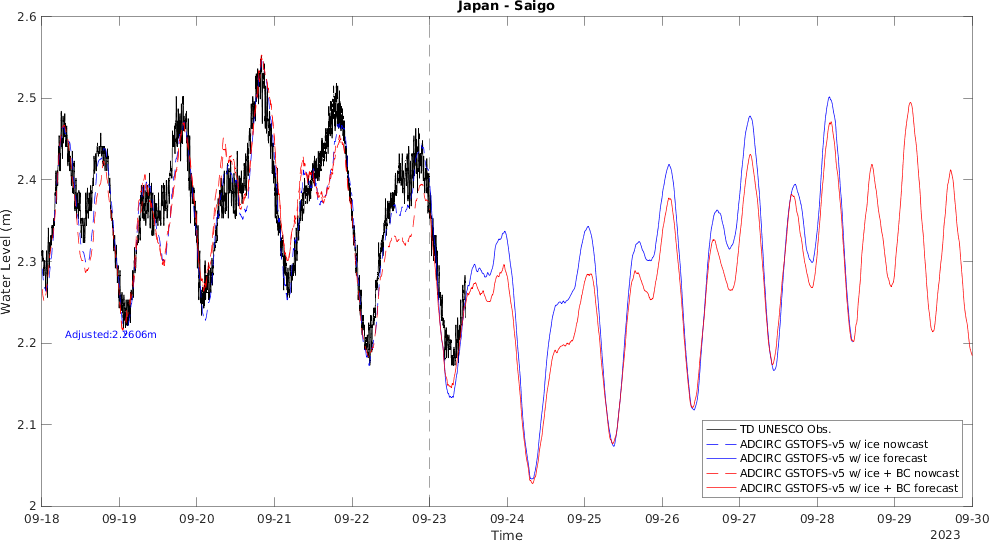 Japan - Saigo
2.6
2.5
2.4
2.3
2.2
2.1
2
Water Level (m)
Adjusted:2.2606m
TD UNESCO Obs.
ADCIRC GSTOFS-v5 w/ ice nowcast
ADCIRC GSTOFS-v5 w/ ice forecast
ADCIRC GSTOFS-v5 w/ ice + BC nowcast
ADCIRC GSTOFS-v5 w/ ice + BC forecast
09-18 09-19 09-20 09-21 09-22 09-23 09-24 09-25 09-26 09-27 09-28 09-29 09-30
Time
2023